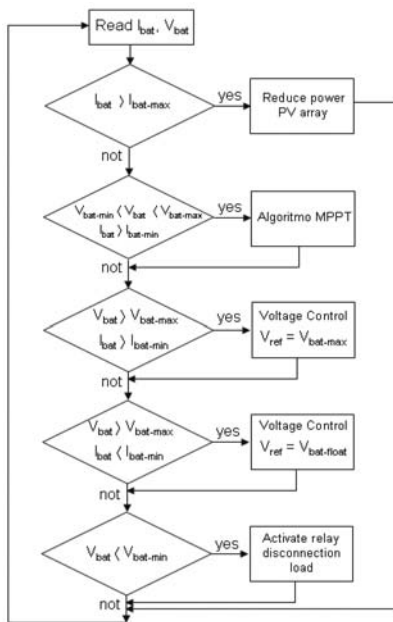 Read I_bat, V_bat
I_bat > I_bat-max
yes
Reduce power
PV array
not
V_bat-min < V_bat < V_bat-max
I_bat > I_bat-min
yes
Algoritmo MPPT
not
V_bat > V_bat-max
I_bat > I_bat-min
yes
Voltage Control
V_ref = V_bat-max
not
V_bat > V_bat-max
I_bat < I_bat-min
yes
Voltage Control
V_ref = V_bat-float
not
V_bat < V_bat-min
yes
Activate relay
disconnection
load
not